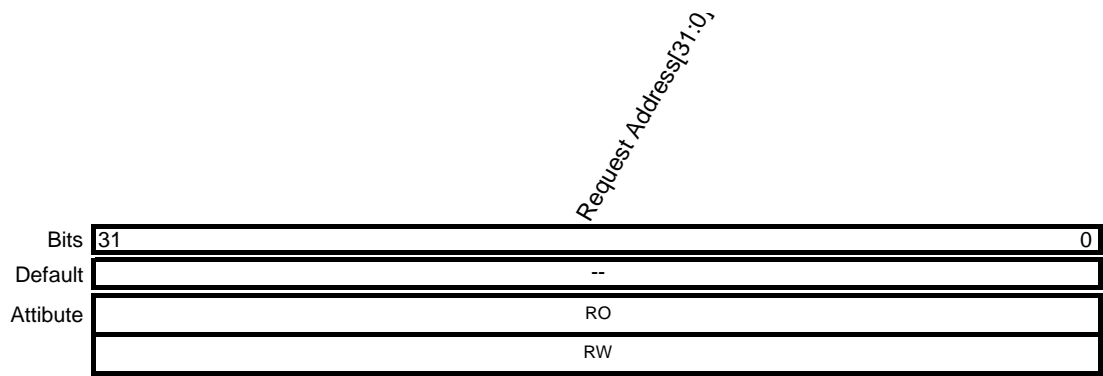 Request Address[31:0]
Bits 31 0
Default --
Attibute RO
RW